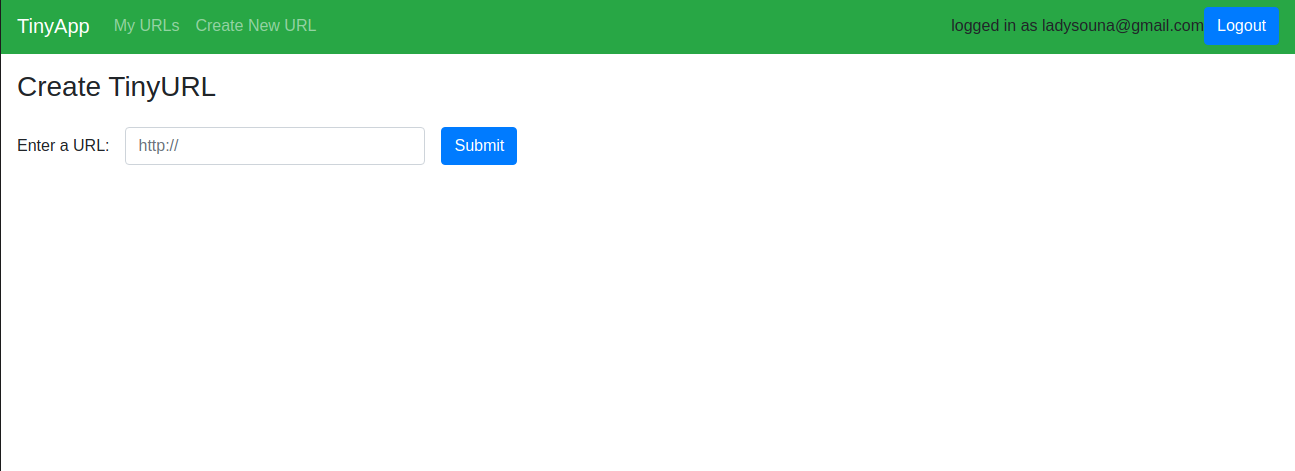 TinyApp My URLs Create New URL logged in as ladysouna@gmail.com Logout
Create TinyURL
Enter a URL: http:// Submit